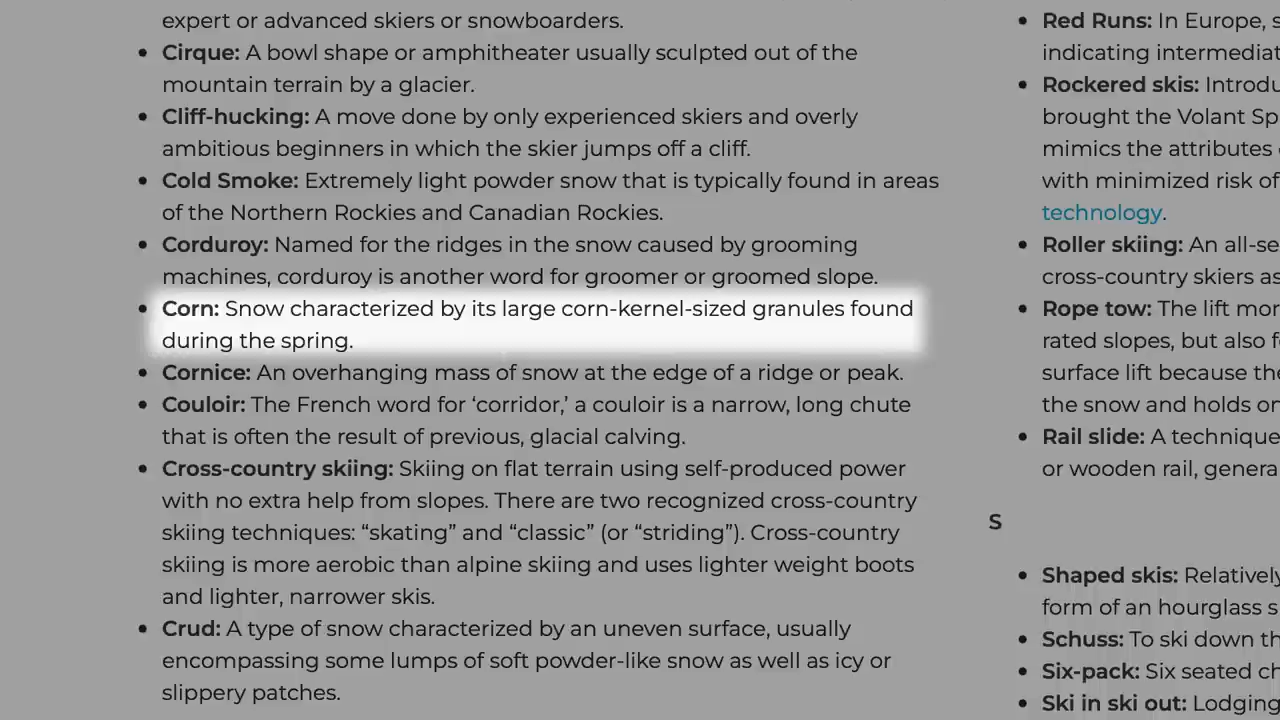 expert or advanced skiers or snowboarders.
• Cirque: A bowl shape or amphitheater usually sculpted out of the
mountain terrain by a glacier.
• Cliff-hucking: A move done by only experienced skiers and overly
ambitious beginners in which the skier jumps off a cliff.
• Cold Smoke: Extremely light powder snow that is typically found in areas
of the Northern Rockies and Canadian Rockies.
• Corduroy: Named for the ridges in the snow caused by grooming
machines, corduroy is another word for groomer or groomed slope.
• Corn: Snow characterized by its large corn-kernel-sized granules found
during the spring.
• Cornice: An overhanging mass of snow at the edge of a ridge or peak.
• Couloir: The French word for ‘corridor,’ a couloir is a narrow, long chute
that is often the result of previous, glacial calving.
• Cross-country skiing: Skiing on flat terrain using self-produced power
with no extra help from slopes. There are two recognized cross-country
skiing techniques: “skating” and “classic” (or “striding”). Cross-country
skiing is more aerobic than alpine skiing and uses lighter weight boots
and lighter, narrower skis.
• Crud: A type of snow characterized by an uneven surface, usually
encompassing some lumps of soft powder-like snow as well as icy or
slippery patches.
• Red Runs: In Europe, s
indicating intermediat
• Rockered skis: Introdu
brought the Volant Sp
mimics the attributes
with minimized risk of
technology.
• Roller skiing: An all-se
cross-country skiers as
• Rope tow: The lift mor
rated slopes, but also f
surface lift because the
the snow and holds on
• Rail slide: A technique
or wooden rail, genera
S
• Shaped skis: Relatively
form of an hourglass s
• Schuss: To ski down th
• Six-pack: Six seated ch
• Ski in ski out: Lodging